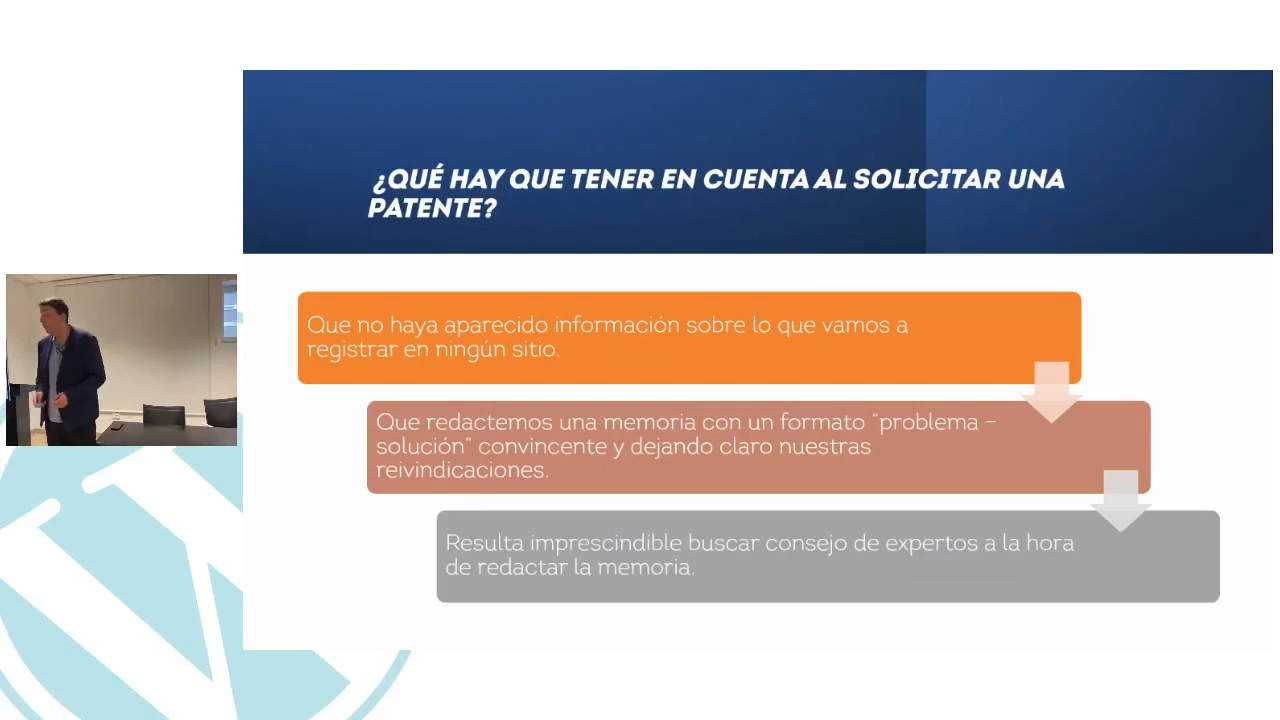 ¿QUÉ HAY QUE TENER EN CUENTA AL SOLICITAR UNA
PATENTE?
Que no haya aparecido información sobre lo que vamos a
registrar en ningún sitio.
Que redactemos una memoria con un formato “problema –
solución” convincente y dejando claro nuestras
reivindicaciones.
Resulta imprescindible buscar consejo de expertos a la hora
de redactar la memoria.